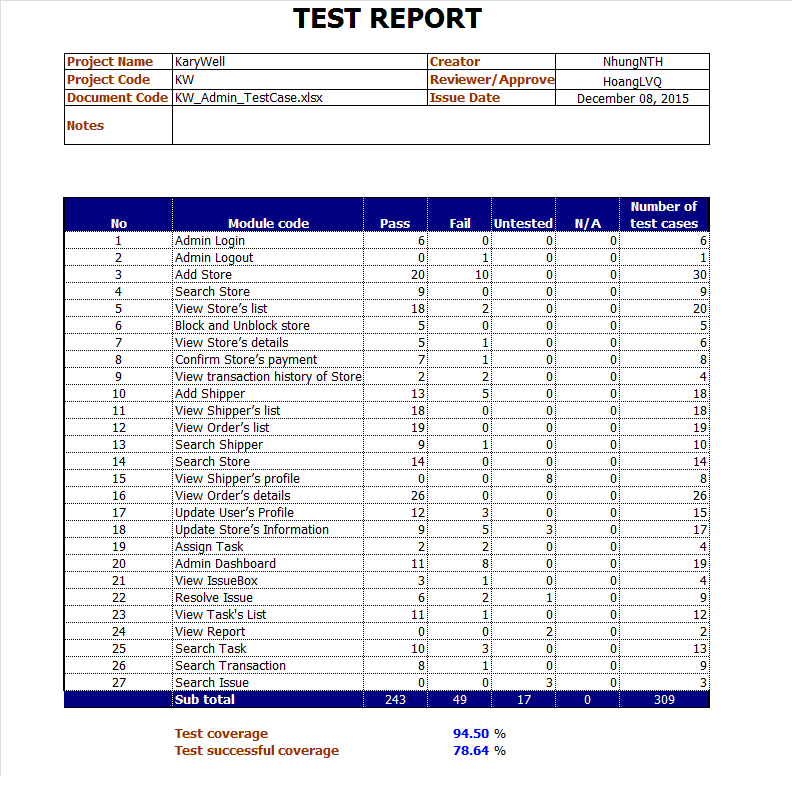 TEST REPORT
Project Name KaryWell Creator NhungNTH
Project Code KW Reviewer/Approve HoangLVQ
Document Code KW_Admin_TestCase.xlsx Issue Date December 08, 2015
Notes
No Module code Pass Fail Untested N/A Number of test cases
1 Admin Login 6 0 0 0 6
2 Admin Logout 0 1 0 0 1
3 Add Store 20 10 0 0 30
4 Search Store 9 0 0 0 9
5 View Store’s list 18 2 0 0 20
6 Block and Unblock store 5 0 0 0 5
7 View Store’s details 5 1 0 0 6
8 Confirm Store’s payment 7 1 0 0 8
9 View transaction history of Store 2 2 0 0 4
10 Add Shipper 13 5 0 0 18
11 View Shipper’s list 18 0 0 0 18
12 View Order’s list 19 0 0 0 19
13 Search Shipper 9 1 0 0 10
14 Search Store 14 0 0 0 14
15 View Shipper’s profile 0 0 8 0 8
16 View Order’s details 26 0 0 0 26
17 Update User’s Profile 12 3 0 0 15
18 Update Store’s Information 9 5 3 0 17
19 Assign Task 2 2 0 0 4
20 Admin Dashboard 11 8 0 0 19
21 View IssueBox 3 1 0 0 4
22 Resolve Issue 6 2 1 0 9
23 View Task's List 11 1 0 0 12
24 View Report 0 0 2 0 2
25 Search Task 10 3 0 0 13
26 Search Transaction 8 1 0 0 9
27 Search Issue 0 0 3 0 3
Sub total 243 49 17 0 309
Test coverage 94.50 %
Test successful coverage 78.64 %